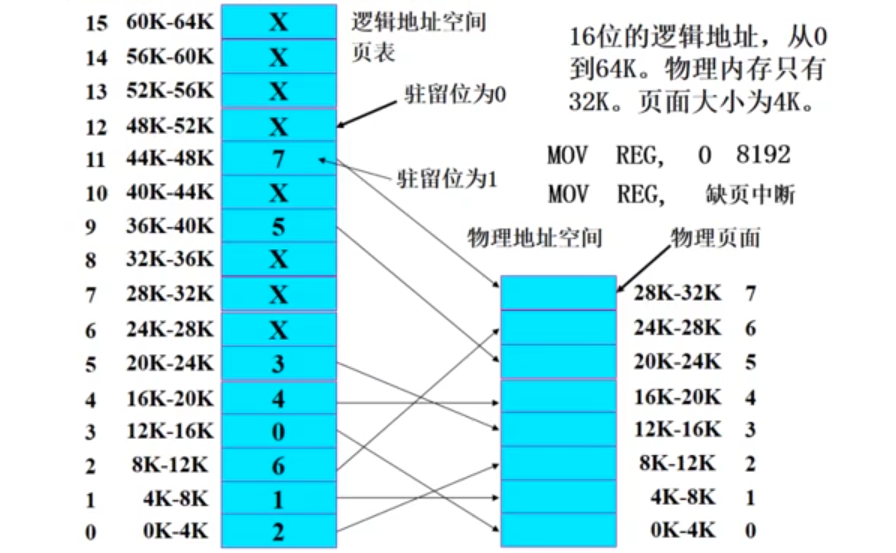 15 60K-64K X
14 56K-60K X
13 52K-56K X
12 48K-52K X
11 44K-48K 7
10 40K-44K X
9 36K-40K 5
8 32K-36K X
7 28K-32K X
6 24K-28K X
5 20K-24K 3
4 16K-20K 4
3 12K-16K 0
2 8K-12K 6
1 4K-8K 1
0 0K-4K 2
逻辑地址空间
页表
驻留位为0
驻留位为1
16位的逻辑地址，从0
到64K。物理内存只有
32K。页面大小为4K。
MOV REG, 0 8192
MOV REG, 缺页中断
物理地址空间
物理页面
28K-32K 7
24K-28K 6
20K-24K 5
16K-20K 4
12K-16K 3
8K-12K 2
4K-8K 1
0K-4K 0